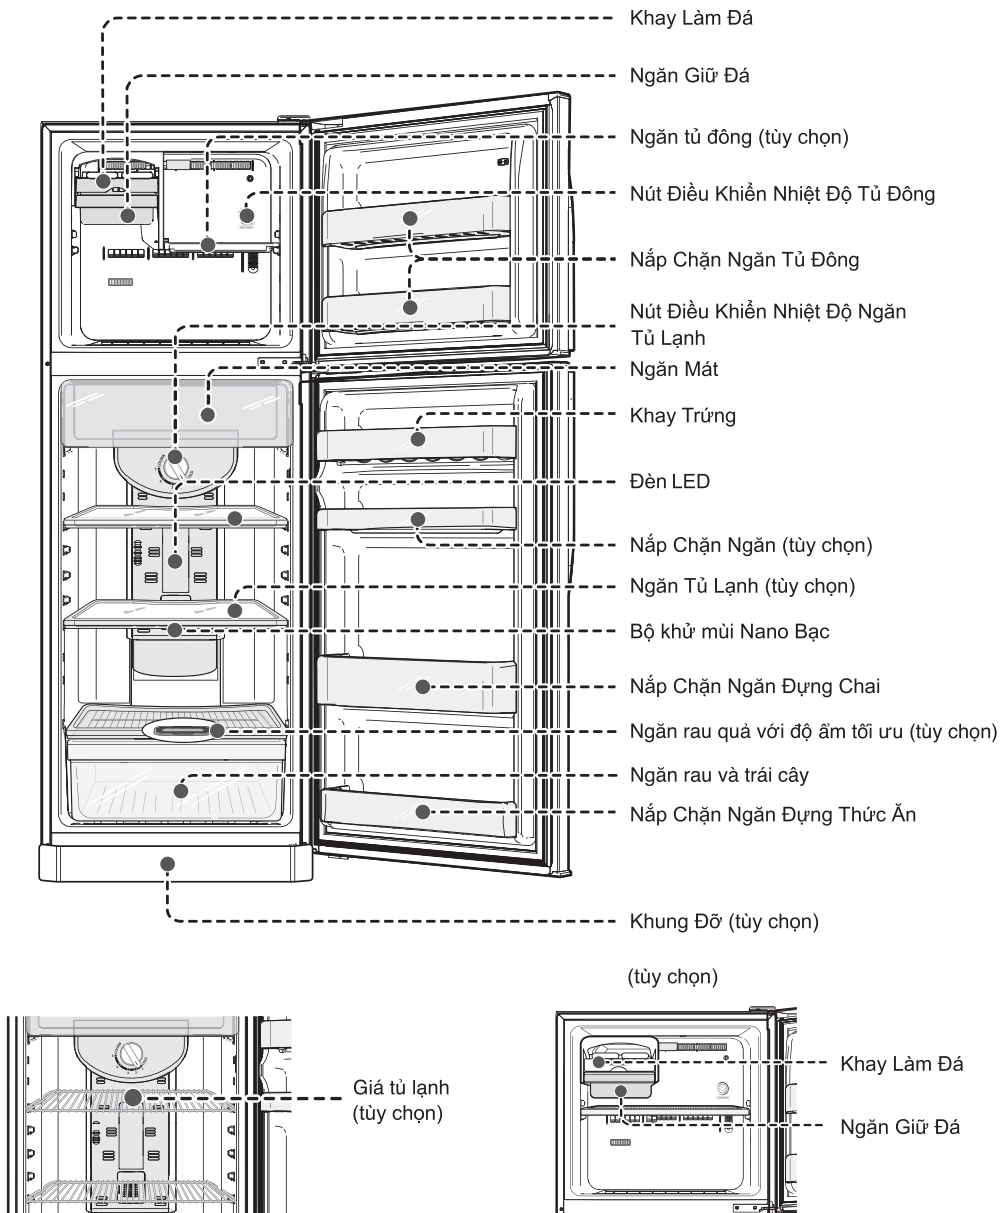 Khay Làm Đá
Ngăn Giữ Đá
Ngăn tủ đông (tùy chọn)
Nút Điều Khiển Nhiệt Độ Tủ Đông
Nắp Chặn Ngăn Tủ Đông
Nút Điều Khiển Nhiệt Độ Ngăn
Tủ Lạnh
Ngăn Mát
Khay Trứng
Đèn LED
Nắp Chặn Ngăn (tùy chọn)
Ngăn Tủ Lạnh (tùy chọn)
Bộ khử mùi Nano Bạc
Nắp Chặn Ngăn Đựng Chai
Ngăn rau quả với độ ẩm tối ưu (tùy chọn)
Ngăn rau và trái cây
Nắp Chặn Ngăn Đựng Thức Ăn
Khung Đỡ (tùy chọn)
(tùy chọn)
Giá tủ lạnh
(tùy chọn)
Khay Làm Đá
Ngăn Giữ Đá